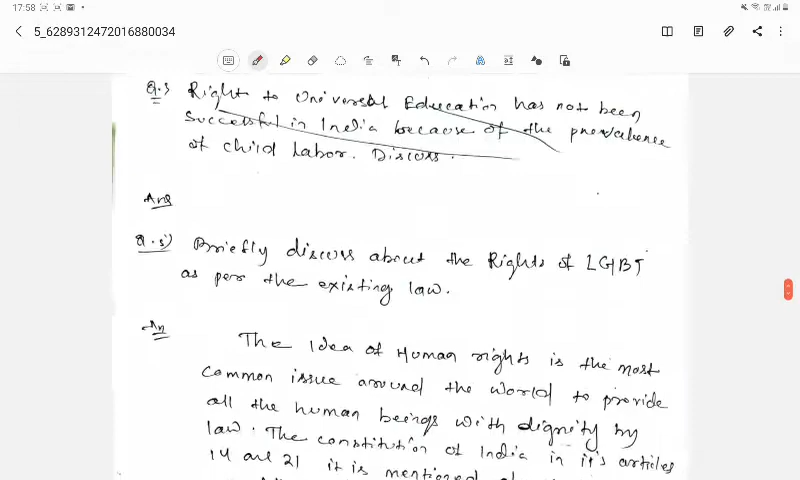 17:58
5_6289312472016880034
Q.3 Right to Universal Education has not been
Successful in India because of the prevalence
of child Labor. Discuss.
Ans
Q.5) Briefly discuss about the Rights of LGBT
as per the existing law.
An
The Idea of Human rights is the most
common issue around the world to provide
all the human beings with dignity by
law. The constitution of India in it's articles
14 and 21 it is mentioned